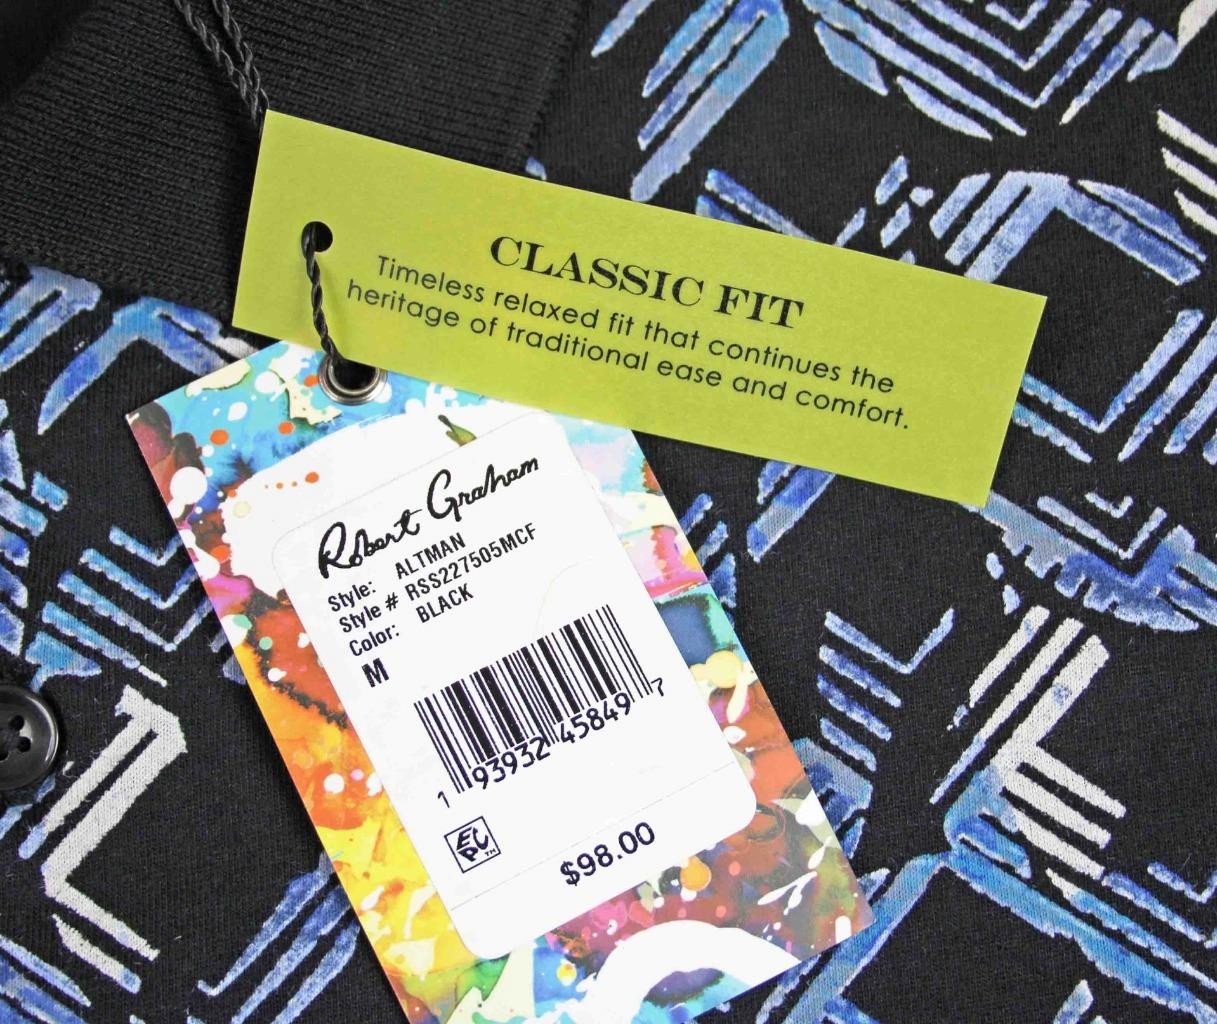 CLASSIC FIT
Timeless relaxed fit that continues the
heritage of traditional ease and comfort.
Robert Graham
Style: ALTMAN
Style # RSS227505MCF
Color: BLACK
M
1 93932 45849 7
EPC™
$98.00